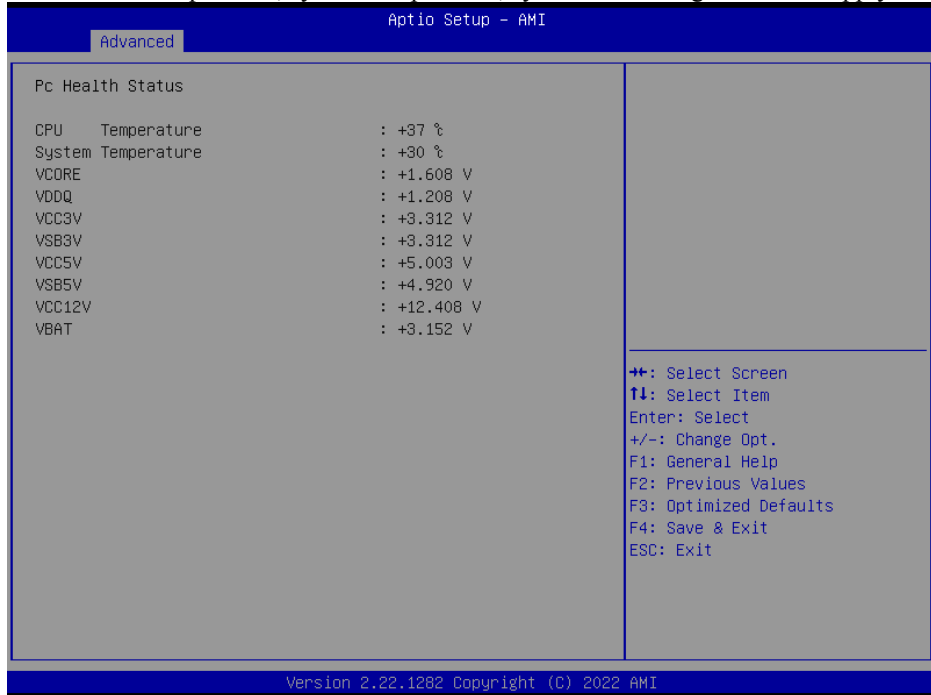 Aptio Setup – AMI
Advanced
Pc Health Status
CPU Temperature : +37 ℃
System Temperature : +30 ℃
VCORE : +1.608 V
VDDQ : +1.208 V
VCC3V : +3.312 V
VSB3V : +3.312 V
VCC5V : +5.003 V
VSB5V : +4.920 V
VCC12V : +12.408 V
VBAT : +3.152 V
→←: Select Screen
↑↓: Select Item
Enter: Select
+/-: Change Opt.
F1: General Help
F2: Previous Values
F3: Optimized Defaults
F4: Save & Exit
ESC: Exit
Version 2.22.1282 Copyright (C) 2022 AMI